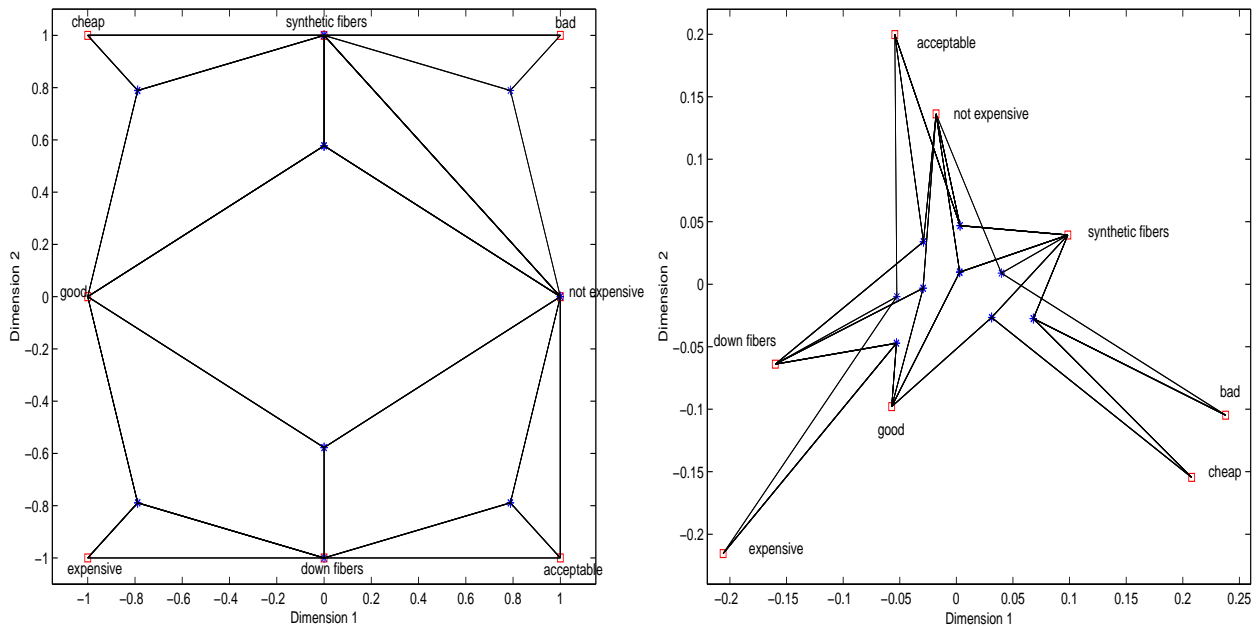 cheap
synthetic fibers
bad
1
0.8
0.6
0.4
0.2
0
−0.2
−0.4
−0.6
−0.8
−1
Dimension 2
good
not expensive
expensive
down fibers
acceptable
−1 −0.8 −0.6 −0.4 −0.2 0 0.2 0.4 0.6 0.8 1
Dimension 1
0.2
0.15
0.1
0.05
0
−0.05
−0.1
−0.15
−0.2
Dimension 2
acceptable
not expensive
synthetic fibers
down fibers
bad
good
cheap
expensive
−0.2 −0.15 −0.1 −0.05 0 0.05 0.1 0.15 0.2 0.25
Dimension 1